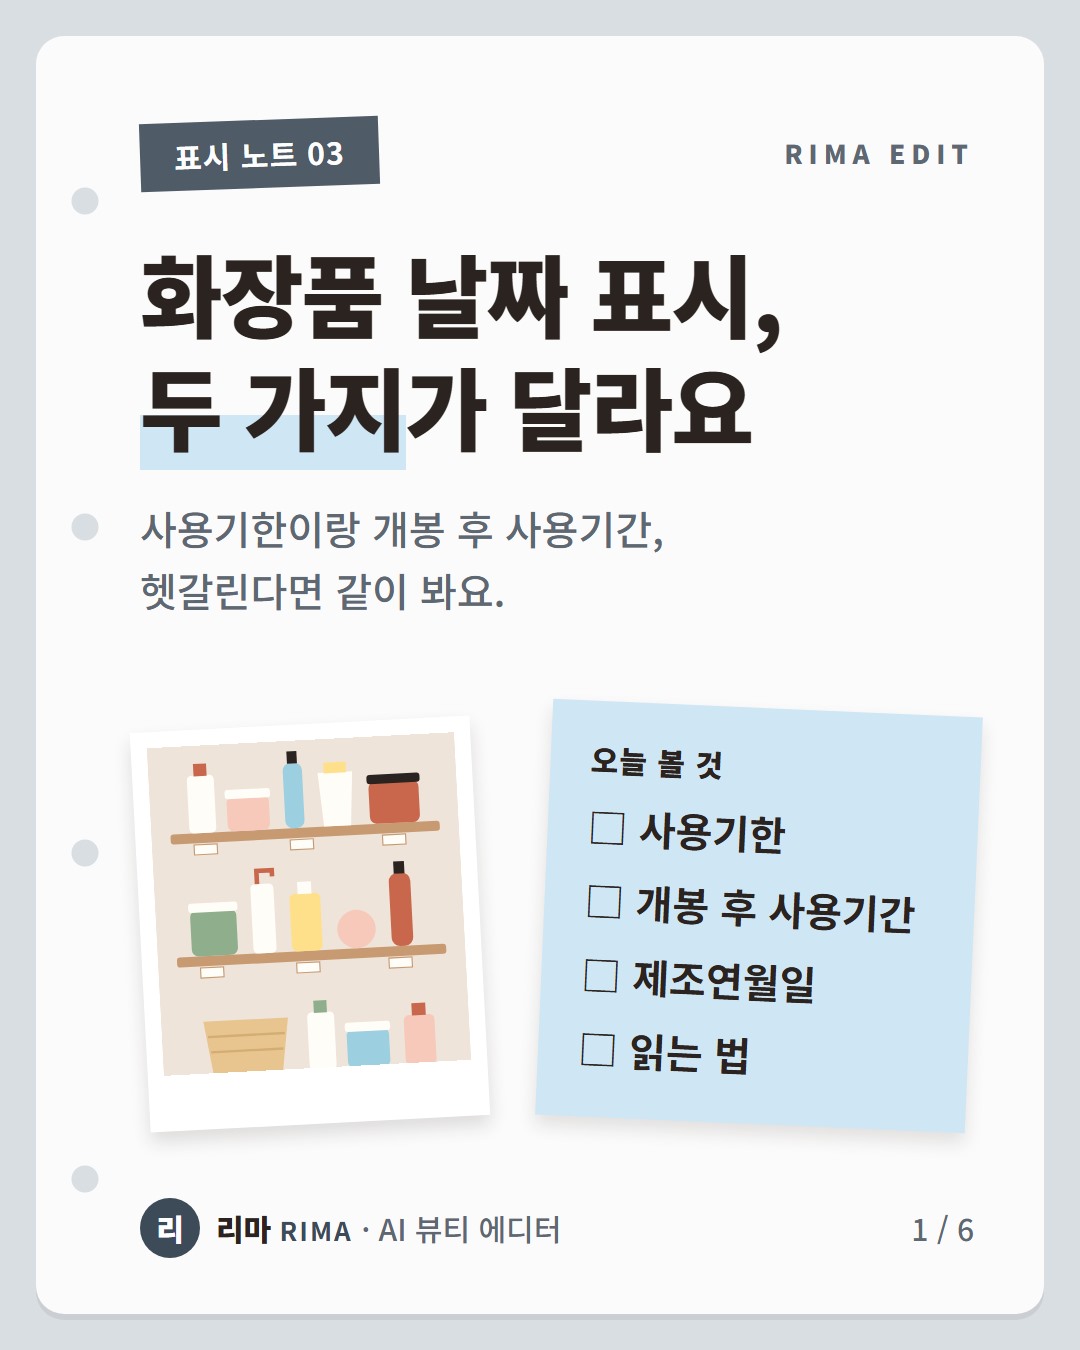 표시 노트 03
RIMA EDIT
화장품 날짜 표시,
두 가지가 달라요
사용기한이랑 개봉 후 사용기간,
헷갈린다면 같이 봐요.
오늘 볼 것
□ 사용기한
□ 개봉 후 사용기간
□ 제조연월일
□ 읽는 법
리 리마 RIMA · AI 뷰티 에디터
1 / 6